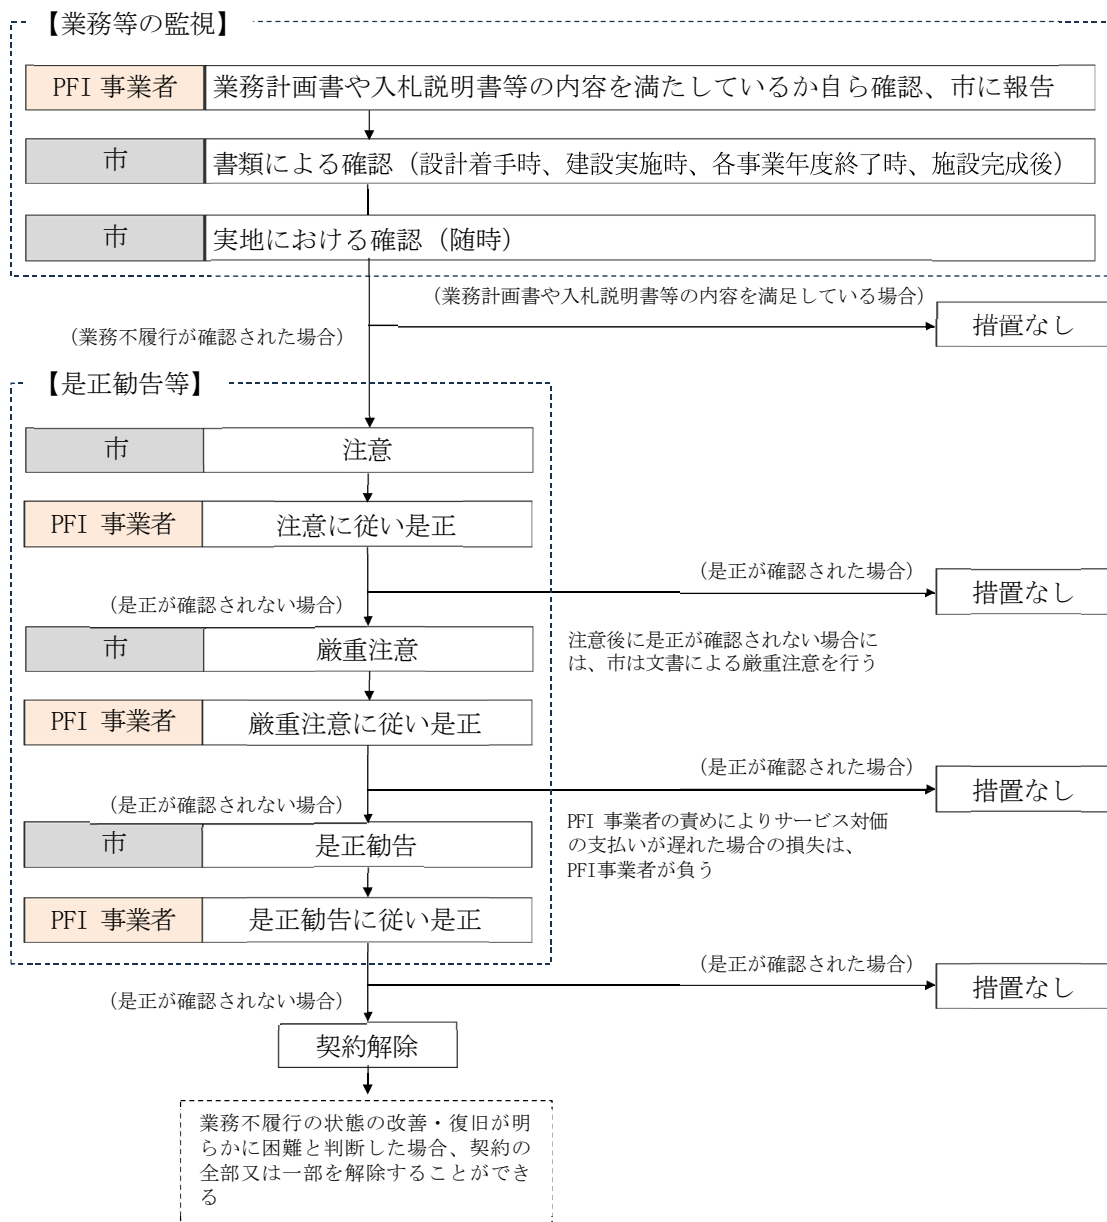 【業務等の監視】
PFI 事業者 業務計画書や入札説明書等の内容を満たしているか自ら確認、市に報告
市 書類による確認（設計着手時、建設実施時、各事業年度終了時、施設完成後）
市 実地における確認（随時）
（業務計画書や入札説明書等の内容を満足している場合）
措置なし
（業務不履行が確認された場合）
【是正勧告等】
市 注意
PFI 事業者 注意に従い是正
（是正が確認された場合）
措置なし
（是正が確認されない場合）
市 厳重注意
注意後に是正が確認されない場合に
は、市は文書による厳重注意を行う
PFI 事業者 厳重注意に従い是正
（是正が確認された場合）
措置なし
（是正が確認されない場合）
市 是正勧告
PFI 事業者の責めによりサービス対価
の支払いが遅れた場合の損失は、
PFI事業者が負う
PFI 事業者 是正勧告に従い是正
（是正が確認された場合）
措置なし
（是正が確認されない場合）
契約解除
業務不履行の状態の改善・復旧が明
らかに困難と判断した場合、契約の
全部又は一部を解除することができ
る